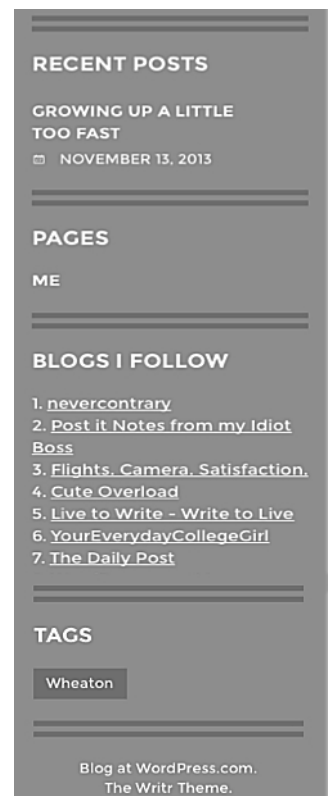 RECENT POSTS
GROWING UP A LITTLE
TOO FAST
NOVEMBER 13, 2013
PAGES
ME
BLOGS I FOLLOW
1. nevercontrary
2. Post it Notes from my Idiot
Boss
3. Flights. Camera. Satisfaction.
4. Cute Overload
5. Live to Write - Write to Live
6. YourEverydayCollegeGirl
7. The Daily Post
TAGS
Wheaton
Blog at WordPress.com.
The Writr Theme.